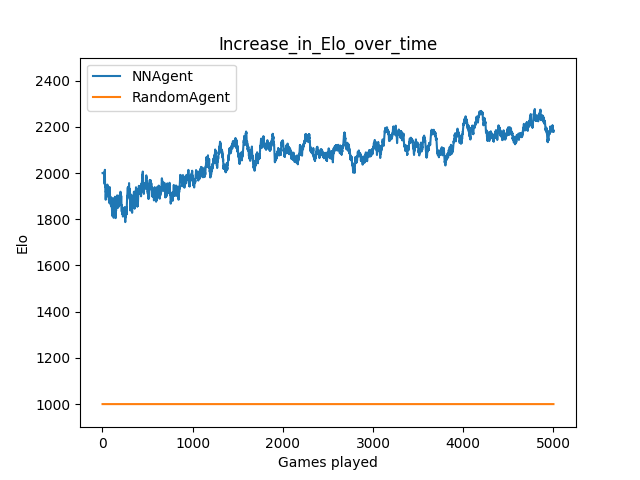 Increase_in_Elo_over_time
NNAgent
RandomAgent
2400
2200
2000
1800
1600
1400
1200
1000
Elo
0 1000 2000 3000 4000 5000
Games played